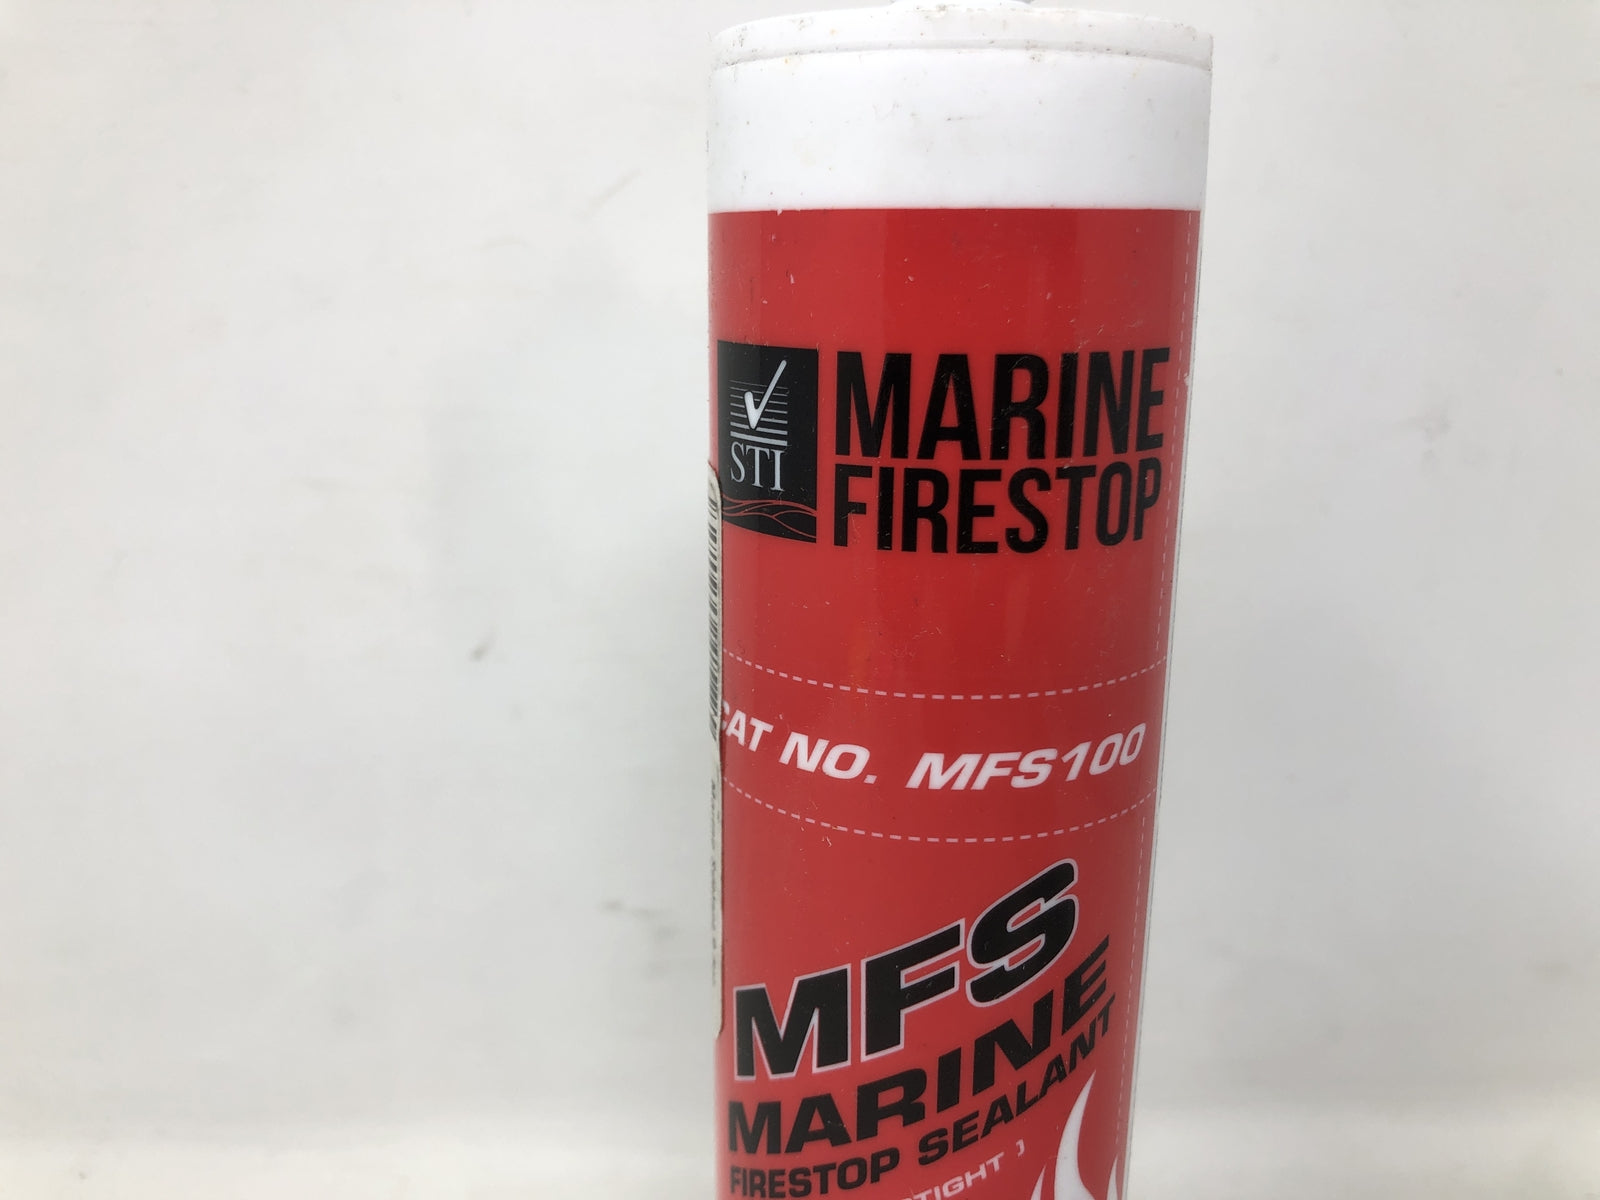 STI
MARINE
FIRESTOP
CAT NO. MFS100
MFS
MARINE
FIRESTOP SEALANT